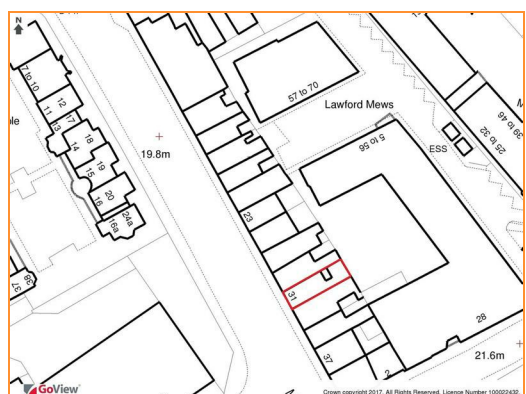 N
57 to 70
Lawford Mews
39 to 46
25 to 32
7 to 10
11
12
13
17
14
18
15
19
16
20
16a
24a
19.8m
5 to 56
ESS
23
31
37
28
38
37
21.6m
GoView
Crown copyright 2017. All Rights Reserved. Licence Number 100022432